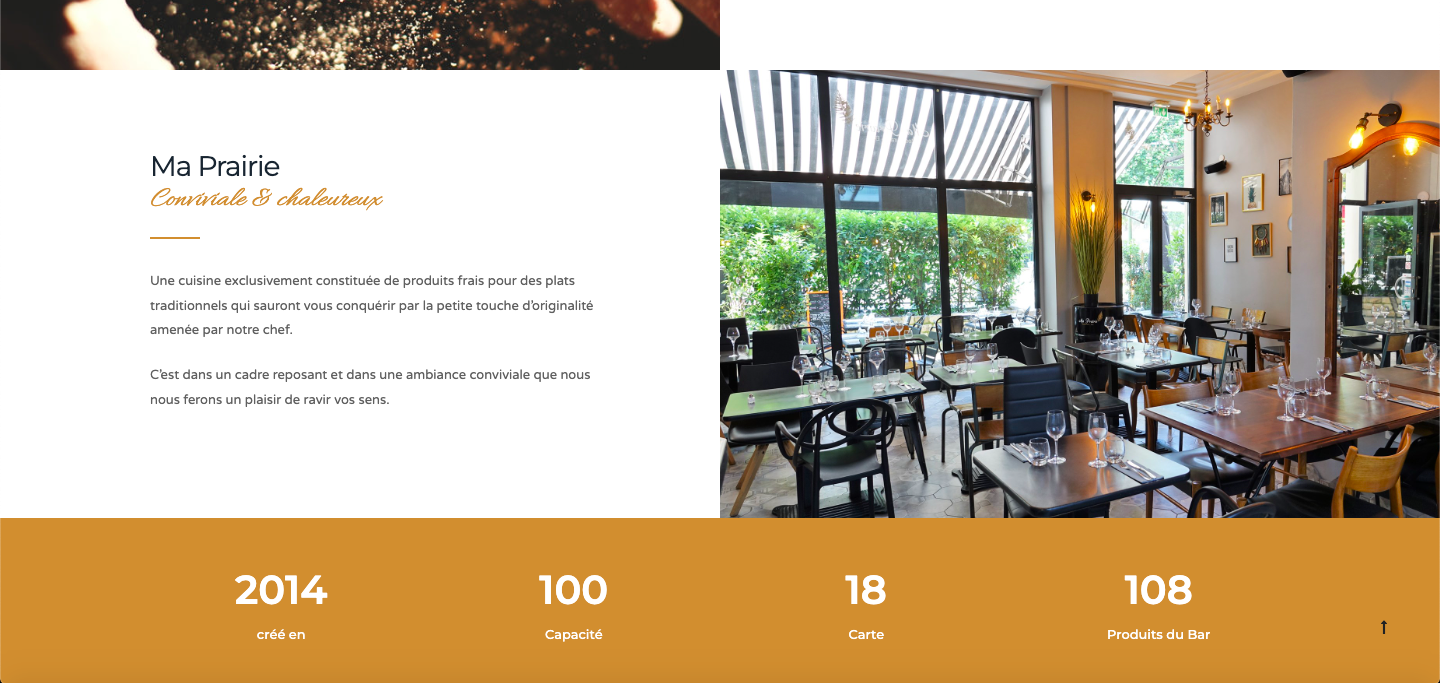 Ma Prairie
Conviviale & chaleureux
Une cuisine exclusivement constituée de produits frais pour des plats
traditionnels qui sauront vous conquérir par la petite touche d'originalité
amenée par notre chef.
C'est dans un cadre reposant et dans une ambiance conviviale que nous
nous ferons un plaisir de ravir vos sens.
2014
créé en
100
Capacité
18
Carte
108
Produits du Bar